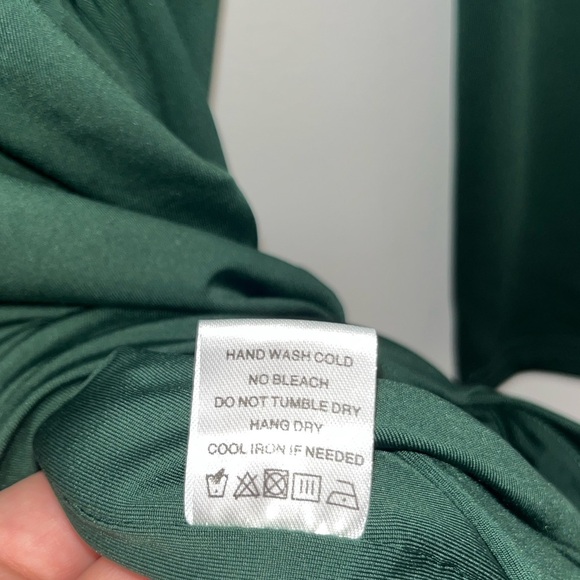 HAND WASH COLD
NO BLEACH
DO NOT TUMBLE DRY
HANG DRY
COOL IRON IF NEEDED